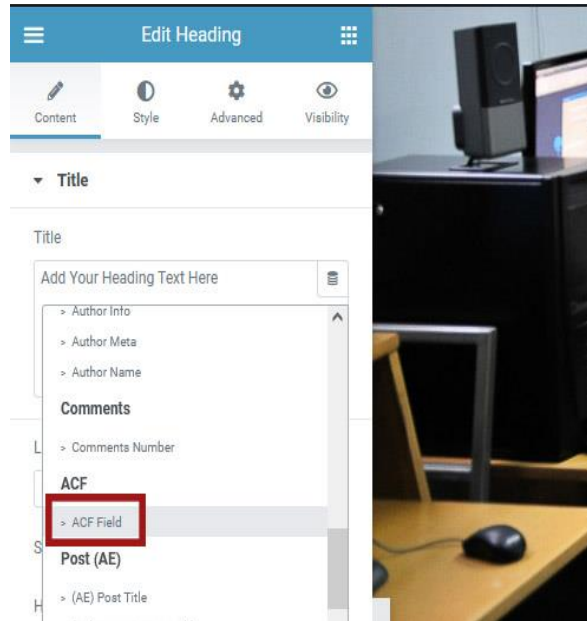 Edit Heading
Content Style Advanced Visibility
Title
Title
Add Your Heading Text Here
> Author Info
> Author Meta
> Author Name
Comments
L
> Comments Number
ACF
> ACF Field
S
Post (AE)
> (AE) Post Title
H